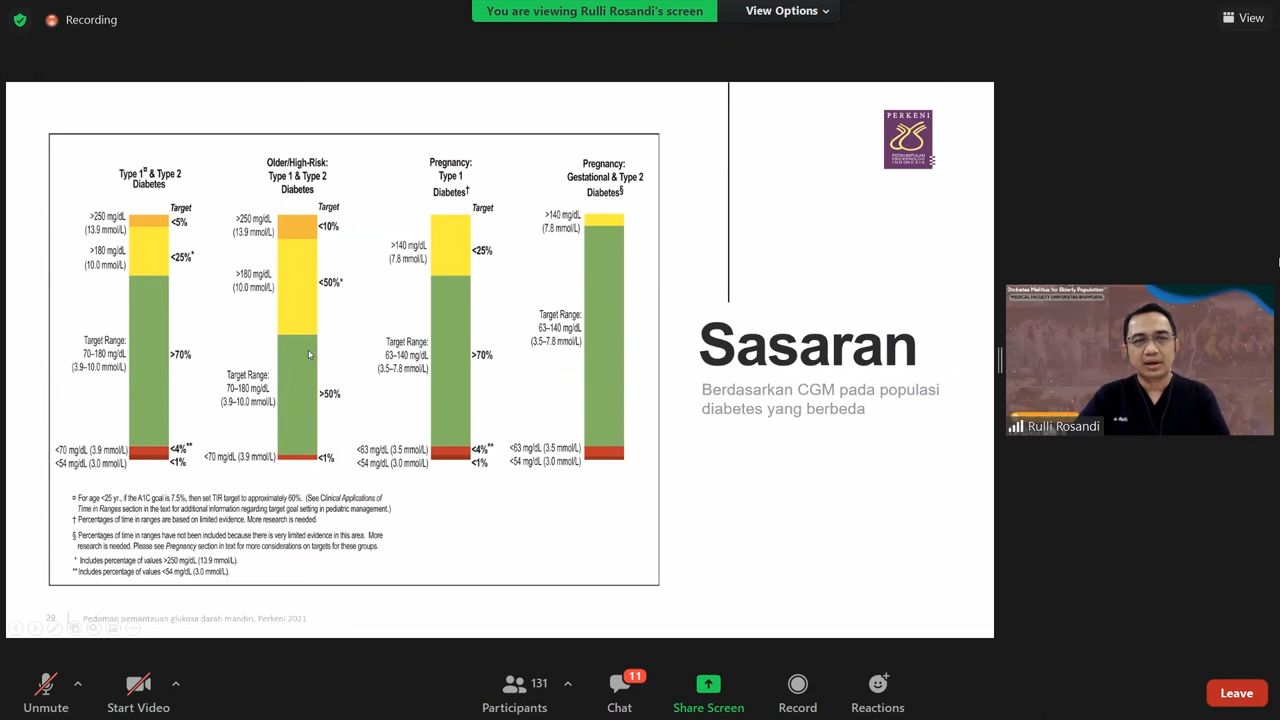 Recording
You are viewing Rulli Rosandi's screen
View Options
View
PERKENI
PERKUMPULAN
ENDOKRINOLOGI
INDONESIA
Type 1¤ & Type 2
Diabetes
Target
>250 mg/dL
(13.9 mmol/L)
<5%
>180 mg/dL
(10.0 mmol/L)
<25%*
Target Range:
70–180 mg/dL
(3.9–10.0 mmol/L)
>70%
<70 mg/dL (3.9 mmol/L)
<4%**
<54 mg/dL (3.0 mmol/L)
<1%
Older/High-Risk:
Type 1 & Type 2
Diabetes
Target
>250 mg/dL
(13.9 mmol/L)
<10%
>180 mg/dL
(10.0 mmol/L)
<50%*
Target Range:
70–180 mg/dL
(3.9–10.0 mmol/L)
>50%
<70 mg/dL (3.9 mmol/L)
<1%
Pregnancy:
Type 1
Diabetes†
Target
>140 mg/dL
(7.8 mmol/L)
<25%
Target Range:
63–140 mg/dL
(3.5–7.8 mmol/L)
>70%
<63 mg/dL (3.5 mmol/L)
<4%**
<54 mg/dL (3.0 mmol/L)
<1%
Pregnancy:
Gestational & Type 2
Diabetes§
>140 mg/dL
(7.8 mmol/L)
Target Range:
63–140 mg/dL
(3.5–7.8 mmol/L)
<63 mg/dL (3.5 mmol/L)
<54 mg/dL (3.0 mmol/L)
¤ For age <25 yr., if the A1C goal is 7.5%, then set TIR target to approximately 60%. (See Clinical Applications of
Time in Ranges section in the text for additional information regarding target goal setting in pediatric management.)
† Percentages of time in ranges are based on limited evidence. More research is needed.
§ Percentages of time in ranges have not been included because there is very limited evidence in this area. More
research is needed. Please see Pregnancy section in text for more considerations on targets for these groups.
* Includes percentage of values >250 mg/dL (13.9 mmol/L).
** Includes percentage of values <54 mg/dL (3.0 mmol/L).
Sasaran
Berdasarkan CGM pada populasi
diabetes yang berbeda
29
Pedoman pemantauan glukosa darah mandiri, Perkeni 2021
Diabetes Melitus for Elderly Population"
MEDICAL FACULTY UNIVERSITAS BRAWIJAYA
Rulli Rosandi
Unmute
Start Video
131
Participants
11
Chat
Share Screen
Record
Reactions
Leave